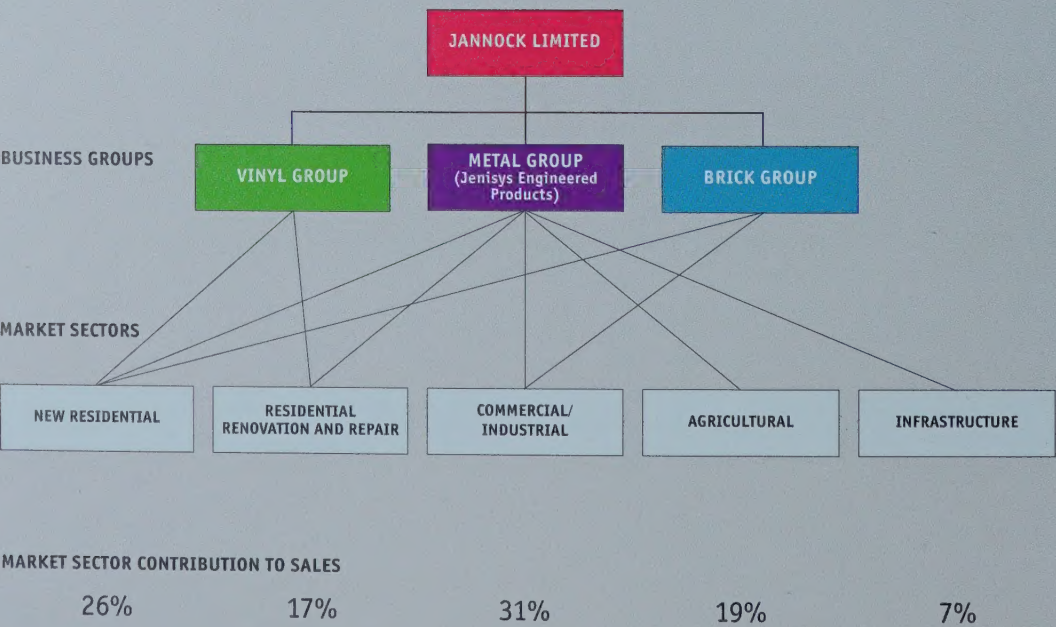 JANNOCK LIMITED
BUSINESS GROUPS
VINYL GROUP
METAL GROUP
(Jenisys Engineered
Products)
BRICK GROUP
MARKET SECTORS
NEW RESIDENTIAL
RESIDENTIAL
RENOVATION AND REPAIR
COMMERCIAL/
INDUSTRIAL
AGRICULTURAL
INFRASTRUCTURE
MARKET SECTOR CONTRIBUTION TO SALES
26%
17%
31%
19%
7%